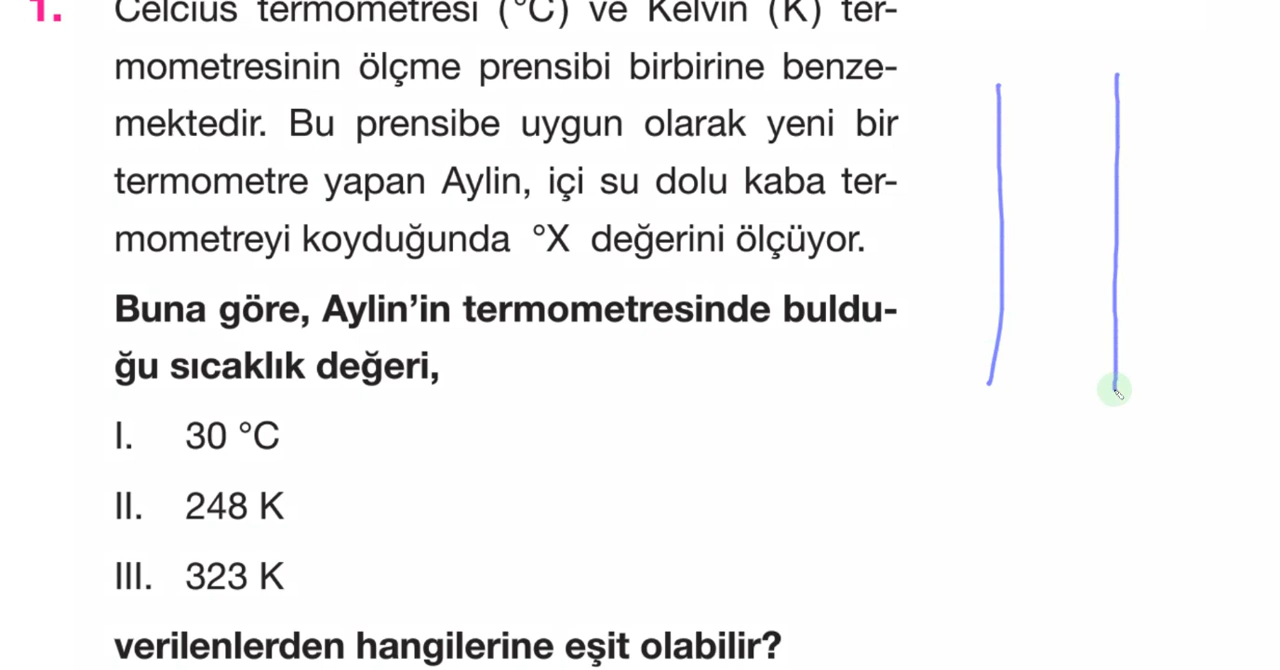 1. Celcius termometresi (°C) ve Kelvin (K) ter-
mometresinin ölçme prensibi birbirine benze-
mektedir. Bu prensibe uygun olarak yeni bir
termometre yapan Aylin, içi su dolu kaba ter-
mometreyi koyduğunda °X değerini ölçüyor.
Buna göre, Aylin’in termometresinde buldu-
ğu sıcaklık değeri,
I. 30 °C
II. 248 K
III. 323 K
verilenlerden hangilerine eşit olabilir?